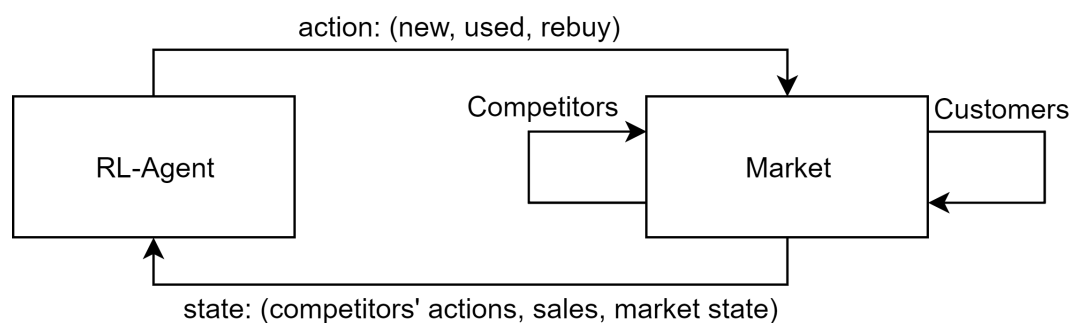 action: (new, used, rebuy)
Competitors
Customers
RL-Agent
Market
state: (competitors' actions, sales, market state)